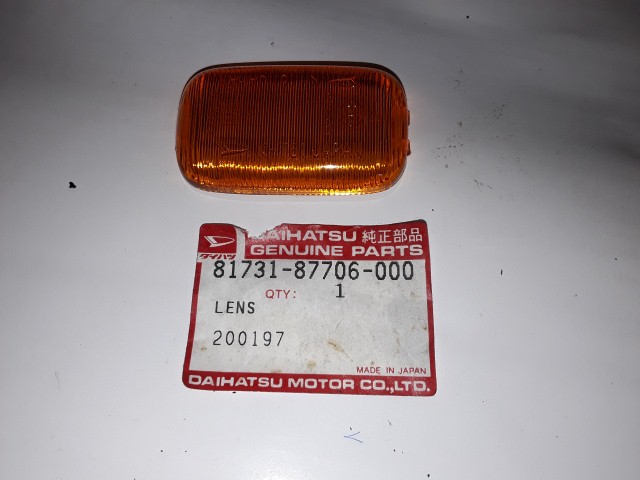 DAIHATSU 純正部品
GENUINE PARTS
ダイハツ
81731-87706-000
QTY: 1
LENS
200197
MADE IN JAPAN
DAIHATSU MOTOR CO.,LTD.